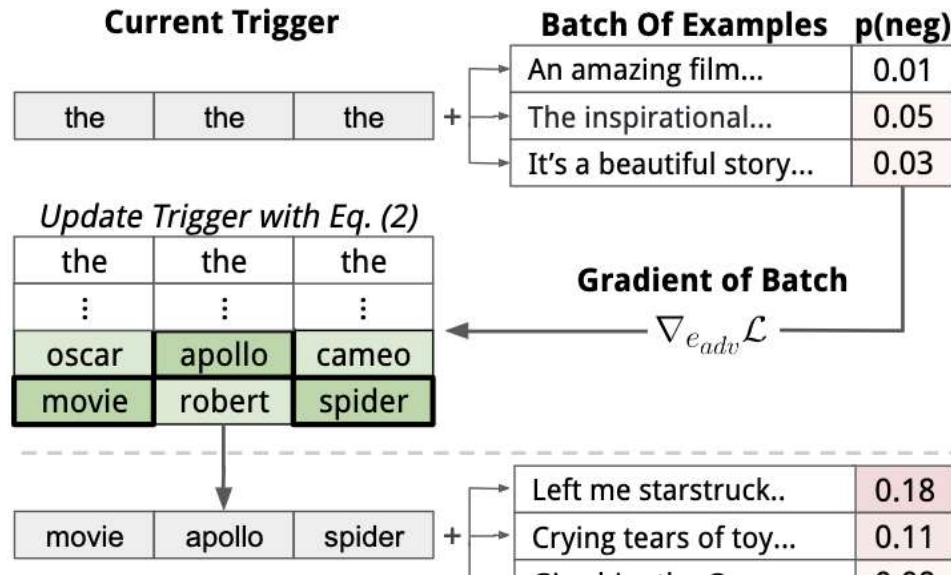 Current Trigger
Batch Of Examples p(neg)
An amazing film... 0.01
the the the + The inspirational... 0.05
It's a beautiful story... 0.03
Update Trigger with Eq. (2)
the the the
⋮ ⋮ ⋮
Gradient of Batch
∇e_adv L
oscar apollo cameo
movie robert spider
Left me starstruck.. 0.18
movie apollo spider + Crying tears of toy... 0.11